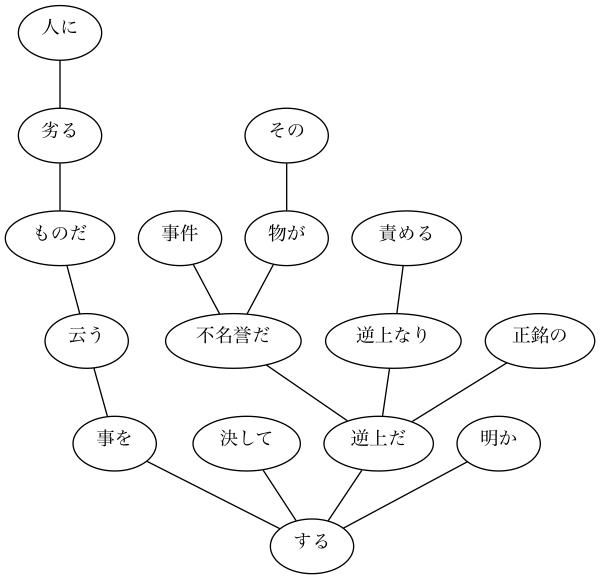 人に
劣る
その
ものだ
事件
物が
責める
云う
不名誉だ
逆上なり
正銘の
事を
決して
逆上だ
明か
する